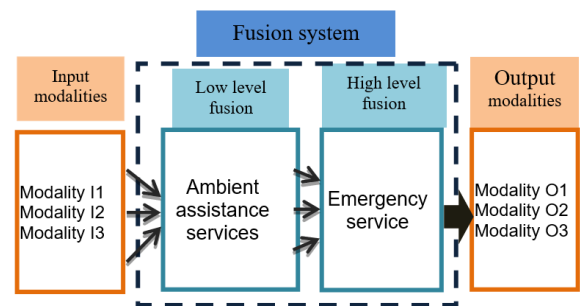 Fusion system
Input
modalities
Low level
fusion
High level
fusion
Output
modalities
Modality I1
Modality I2
Modality I3
Ambient
assistance
services
Emergency
service
Modality O1
Modality O2
Modality O3